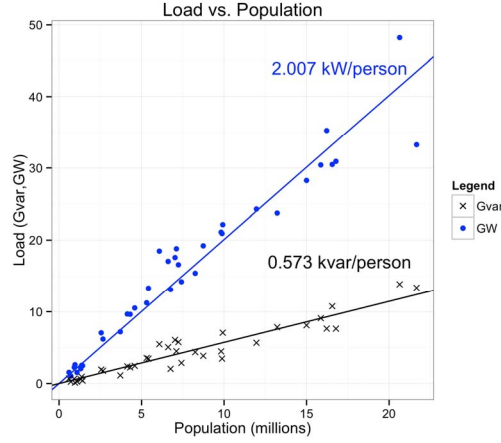 Load vs. Population
50
40
30
20
10
0
Load (Gvar,GW)
2.007 kW/person
0.573 kvar/person
0
5
10
15
20
Population (millions)
Legend
Gvar
GW